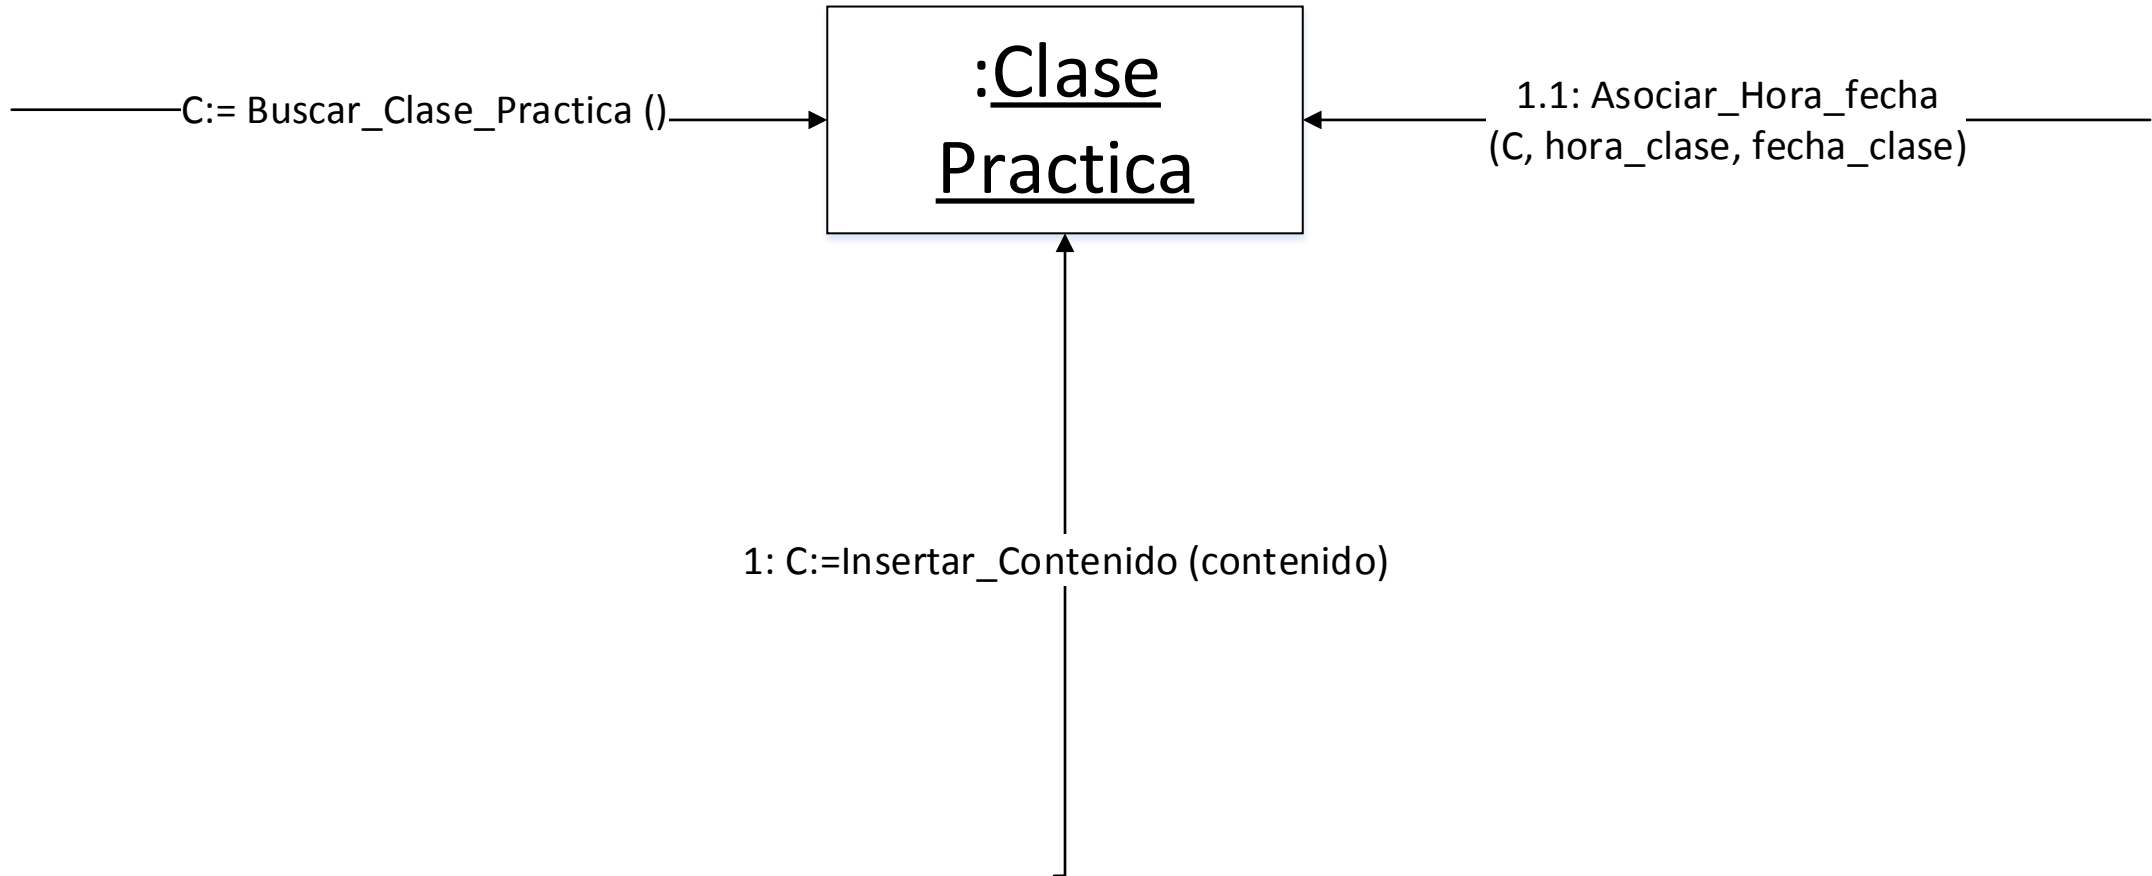 :Clase
Practica
C:= Buscar_Clase_Practica ()
1.1: Asociar_Hora_fecha
(C, hora_clase, fecha_clase)
1: C:=Insertar_Contenido (contenido)